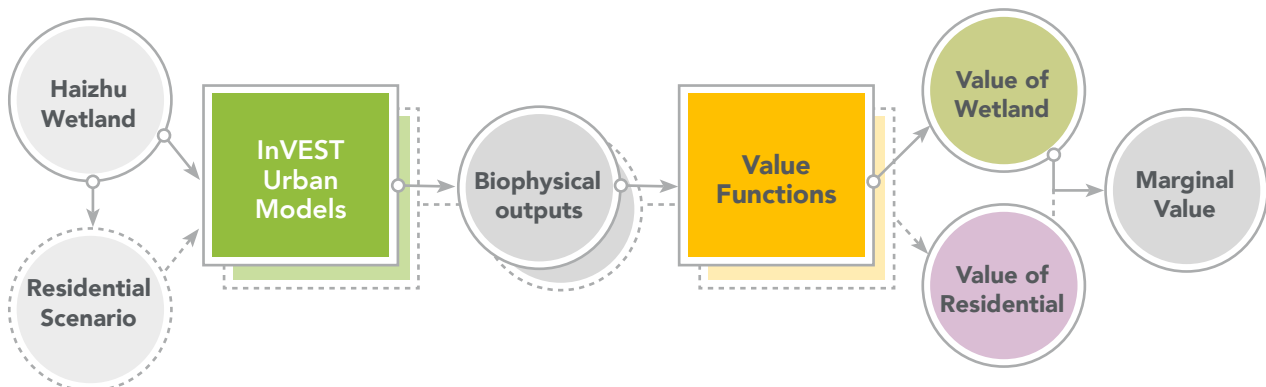 Haizhu
Wetland
Residential
Scenario
InVEST
Urban
Models
Biophysical
outputs
Value
Functions
Value of
Wetland
Value of
Residential
Marginal
Value